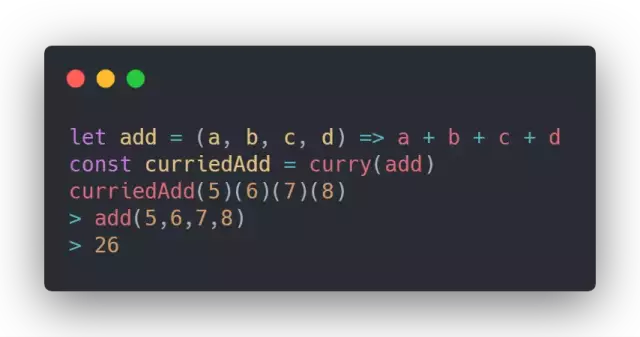 let add = (a, b, c, d) => a + b + c + d
const curriedAdd = curry(add)
curriedAdd(5)(6)(7)(8)
> add(5,6,7,8)
> 26